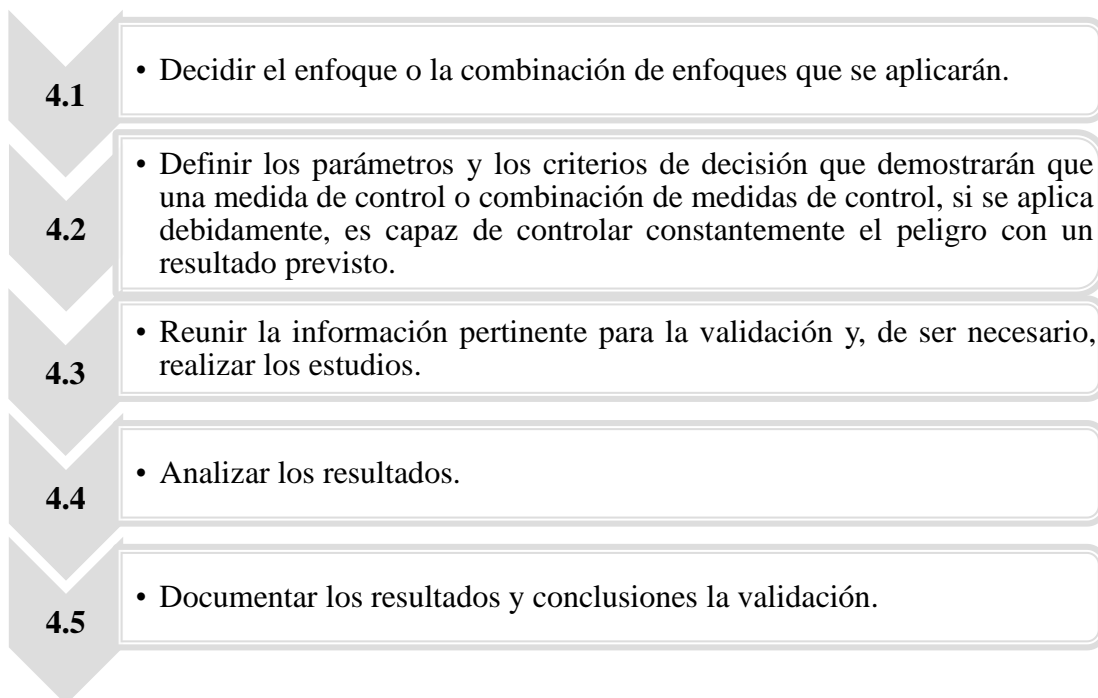 4.1
• Decidir el enfoque o la combinación de enfoques que se aplicarán.
4.2
• Definir los parámetros y los criterios de decisión que demostrarán que
una medida de control o combinación de medidas de control, si se aplica
debidamente, es capaz de controlar constantemente el peligro con un
resultado previsto.
4.3
• Reunir la información pertinente para la validación y, de ser necesario,
realizar los estudios.
4.4
• Analizar los resultados.
4.5
• Documentar los resultados y conclusiones la validación.